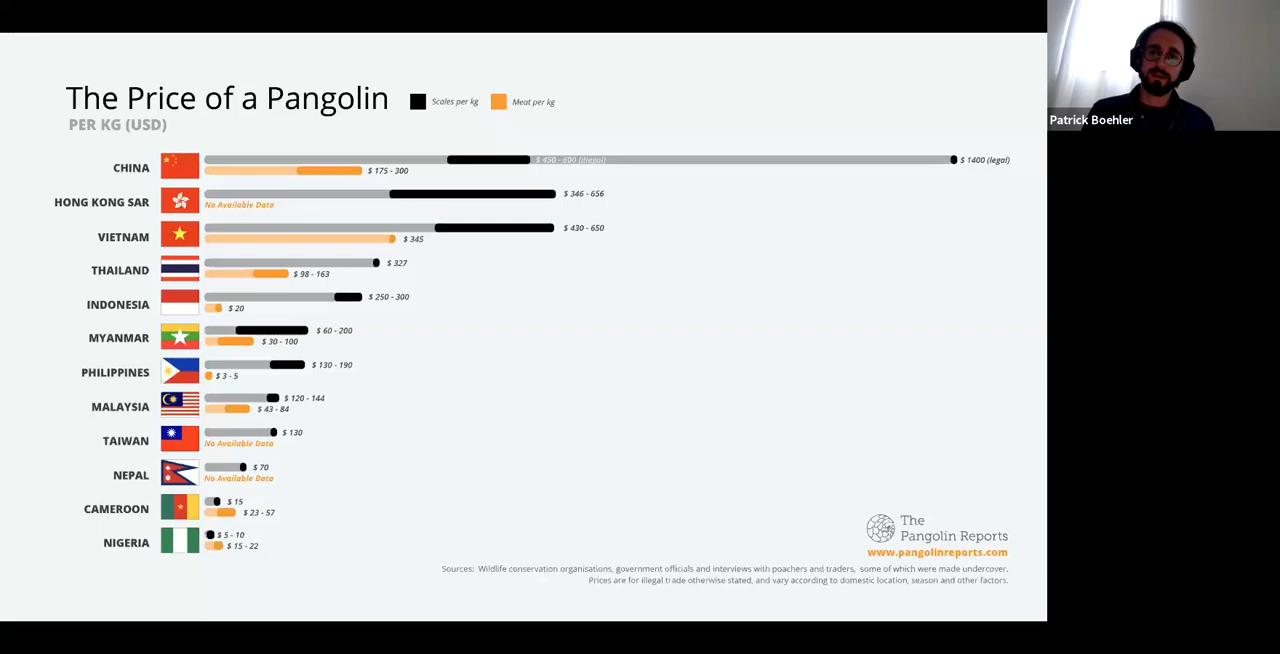 The Price of a Pangolin
Scales per kg
Meat per kg
PER KG (USD)
CHINA
$ 450 - 600 (illegal)
$ 1400 (legal)
$ 175 - 300
HONG KONG SAR
$ 346 - 656
No Available Data
VIETNAM
$ 430 - 650
$ 345
THAILAND
$ 327
$ 98 - 163
INDONESIA
$ 250 - 300
$ 20
MYANMAR
$ 60 - 200
$ 30 - 100
PHILIPPINES
$ 130 - 190
$ 3 - 5
MALAYSIA
$ 120 - 144
$ 43 - 84
TAIWAN
$ 130
No Available Data
NEPAL
$ 70
No Available Data
CAMEROON
$ 15
$ 23 - 57
NIGERIA
$ 5 - 10
$ 15 - 22
The
Pangolin Reports
www.pangolinreports.com
Sources: Wildlife conservation organisations, government officials and interviews with poachers and traders, some of which were made undercover.
Prices are for illegal trade otherwise stated, and vary according to domestic location, season and other factors.
Patrick Boehler